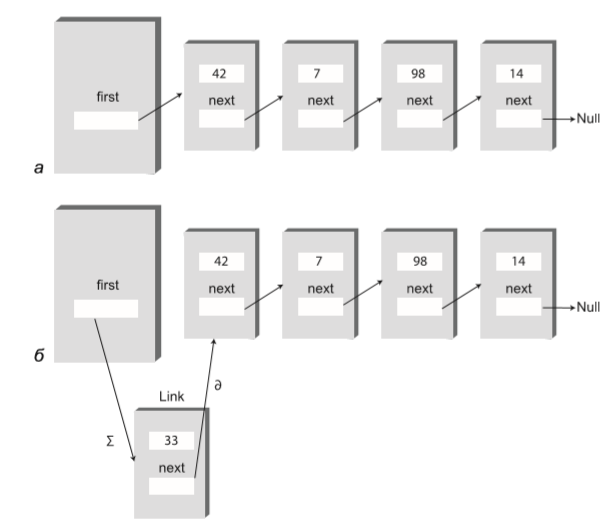 first
42
next
7
next
98
next
14
next
Null
а
first
42
next
7
next
98
next
14
next
Null
б
∂
Link
Σ
33
next